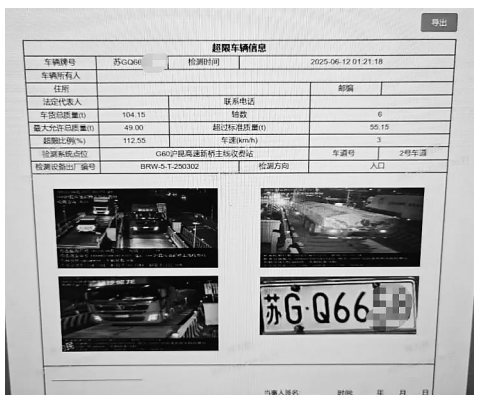 导出
超限车辆信息
车辆牌号 苏GQ66 检测时间 2025-06-12 01:21:18
车辆所有人
住所 邮编
法定代表人 联系电话
车货总质量(t) 104.15 轴数 6
最大允许总质量(t) 49.00 超过标准质量(t) 55.15
超限比例(%) 112.55 车速(km/h) 3
检测系统点位 G60沪昆高速新桥主线收费站 车道号 2号车道
检测设备出厂编号 BRW-5-T-250302 检测方向 入口
苏G·Q66
当事人签名: 时间: 年 月 日